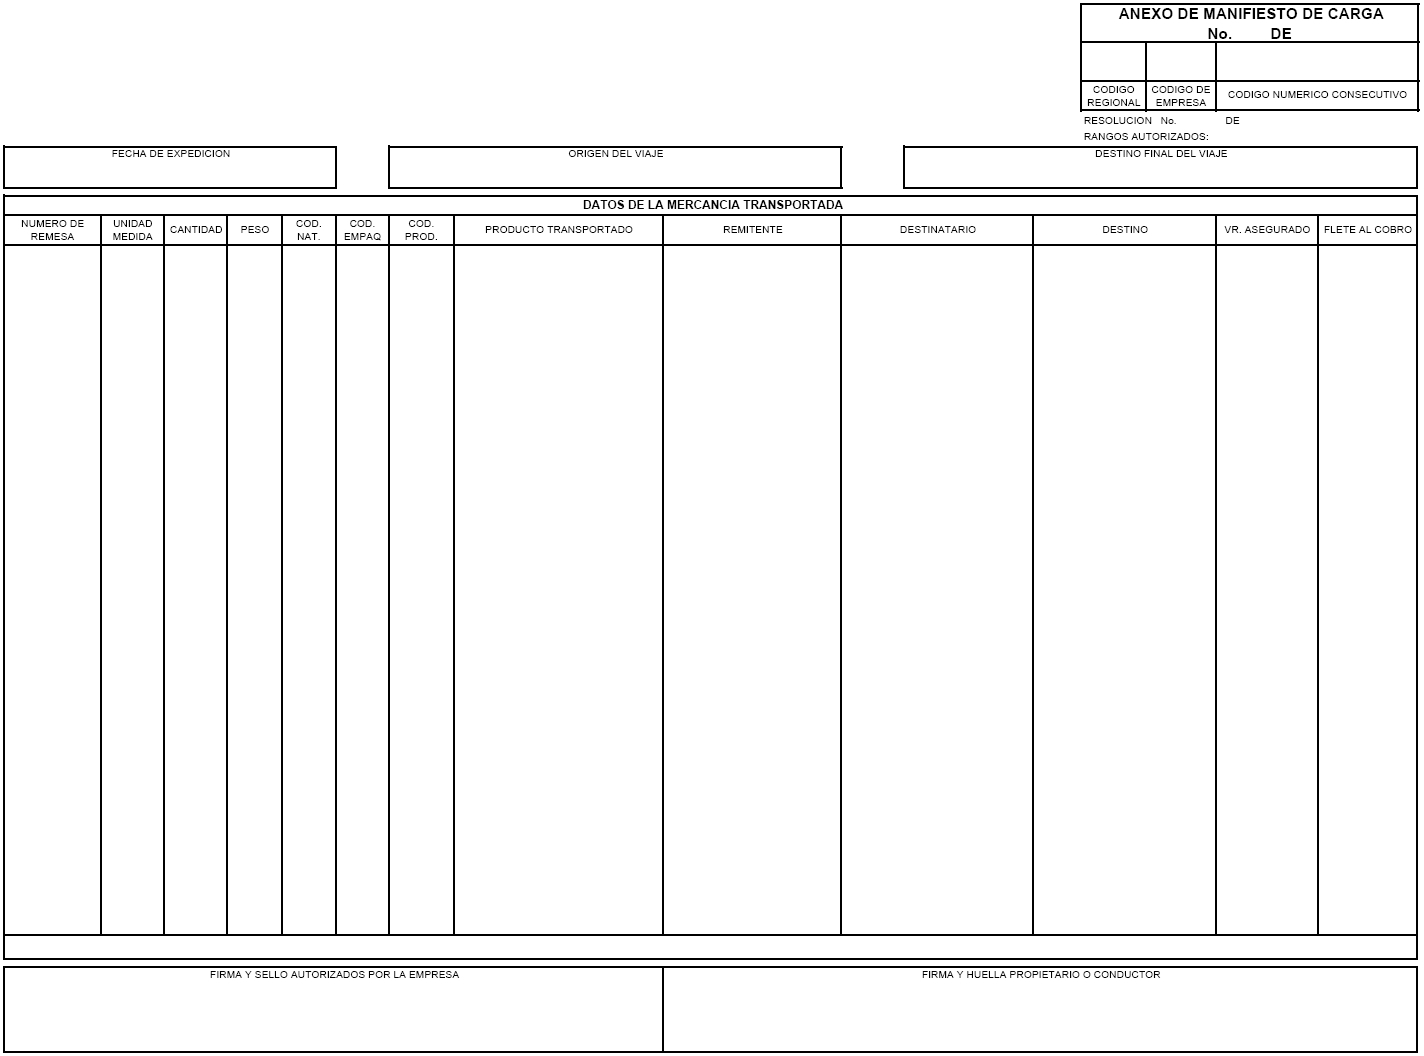 ANEXO DE MANIFIESTO DE CARGA
No. DE
CODIGO REGIONAL
CODIGO DE EMPRESA
CODIGO NUMERICO CONSECUTIVO
RESOLUCION No. DE
RANGOS AUTORIZADOS:
FECHA DE EXPEDICION
ORIGEN DEL VIAJE
DESTINO FINAL DEL VIAJE
DATOS DE LA MERCANCIA TRANSPORTADA
NUMERO DE REMESA
UNIDAD MEDIDA
CANTIDAD
PESO
COD. NAT.
COD. EMPAQ
COD. PROD.
PRODUCTO TRANSPORTADO
REMITENTE
DESTINATARIO
DESTINO
VR. ASEGURADO
FLETE AL COBRO
FIRMA Y SELLO AUTORIZADOS POR LA EMPRESA
FIRMA Y HUELLA PROPIETARIO O CONDUCTOR